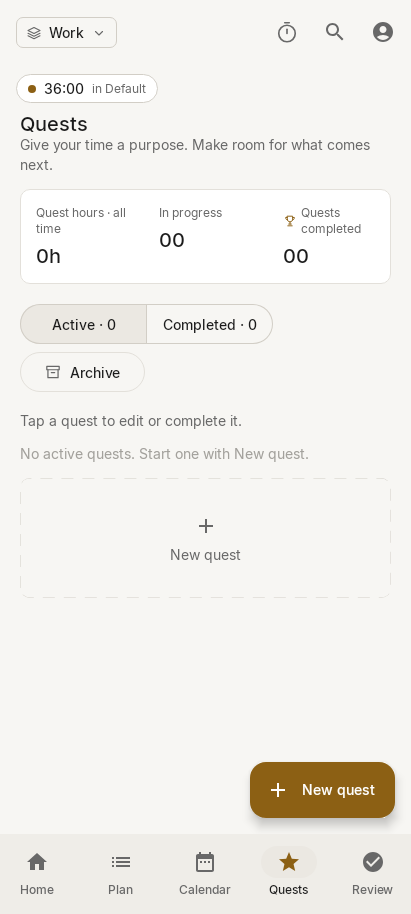 Work
36:00 in Default
Quests
Give your time a purpose. Make room for what comes
next.
Quest hours · all
time
0h
In progress
00
Quests
completed
00
Active · 0
Completed · 0
Archive
Tap a quest to edit or complete it.
No active quests. Start one with New quest.
New quest
New quest
Home
Plan
Calendar
Quests
Review